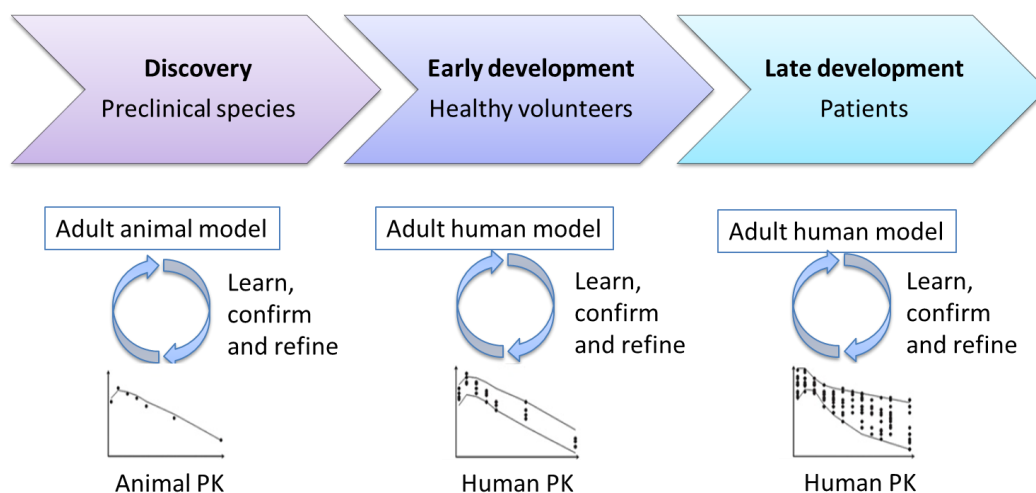 Discovery
Preclinical species
Early development
Healthy volunteers
Late development
Patients
Adult animal model
Learn,
confirm
and refine
Animal PK
Adult human model
Learn,
confirm
and refine
Human PK
Adult human model
Learn,
confirm
and refine
Human PK